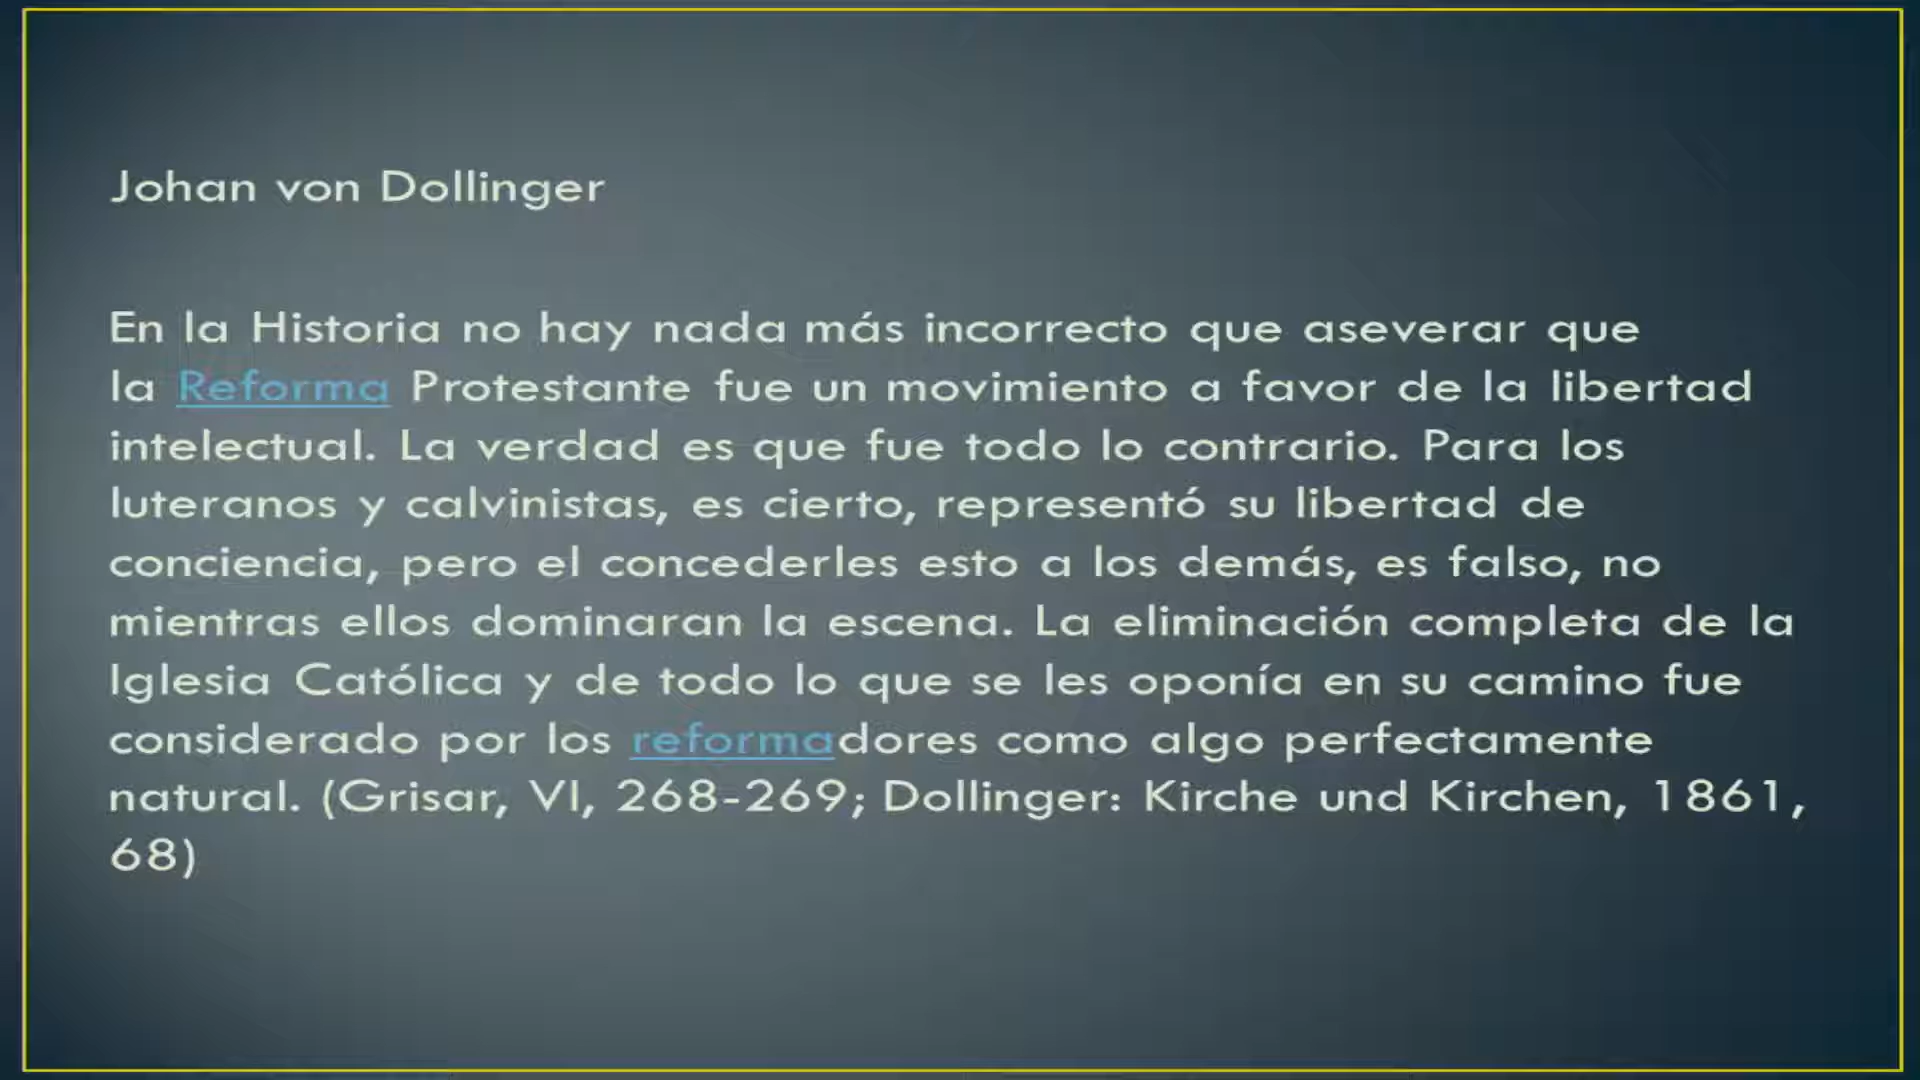 Johan von Dollinger
En la Historia no hay nada más incorrecto que aseverar que
la Reforma Protestante fue un movimiento a favor de la libertad
intelectual. La verdad es que fue todo lo contrario. Para los
luteranos y calvinistas, es cierto, representó su libertad de
conciencia, pero el concederles esto a los demás, es falso, no
mientras ellos dominaran la escena. La eliminación completa de la
Iglesia Católica y de todo lo que se les oponía en su camino fue
considerado por los reformadores como algo perfectamente
natural. (Grisar, VI, 268-269; Dollinger: Kirche und Kirchen, 1861,
68)